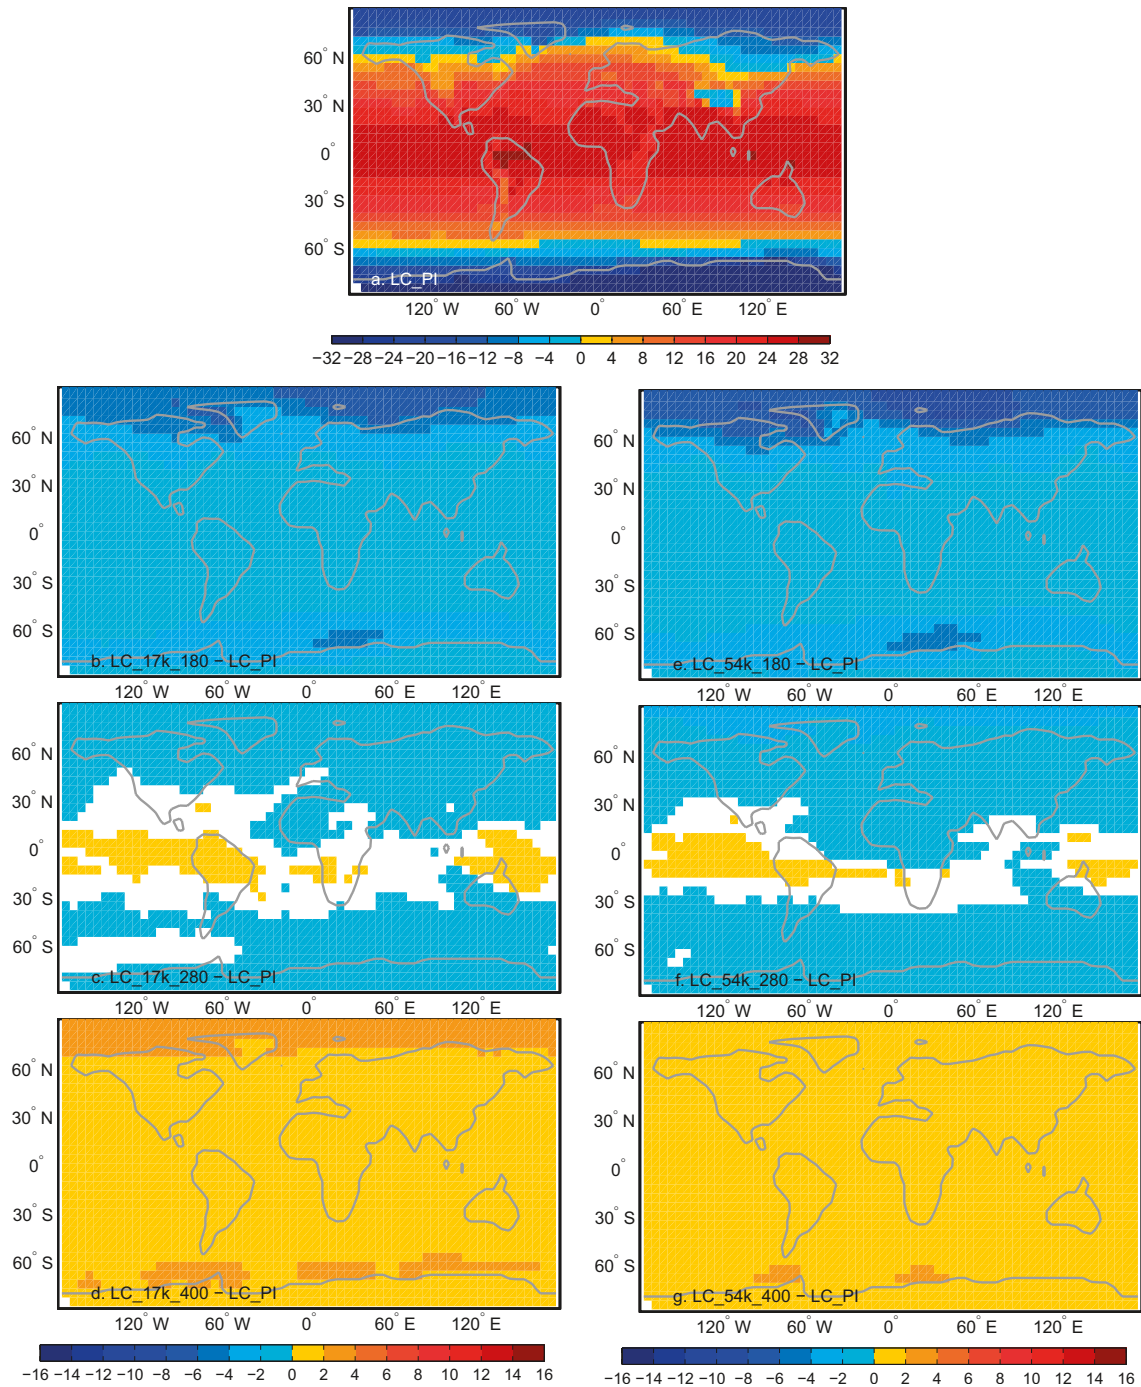 60° N
30° N
0°
30° S
60° S
a. LC_PI
120° W
60° W
0°
60° E
120° E
−32 −28 −24 −20 −16 −12 −8 −4 0 4 8 12 16 20 24 28 32
60° N
30° N
0°
30° S
60° S
b. LC_17k_180 − LC_PI
120° W
60° W
0°
60° E
120° E
60° N
30° N
0°
30° S
60° S
e. LC_54k_180 − LC_PI
120° W
60° W
0°
60° E
120° E
60° N
30° N
0°
30° S
60° S
c. LC_17k_280 − LC_PI
120° W
60° W
0°
60° E
120° E
60° N
30° N
0°
30° S
60° S
f. LC_54k_280 − LC_PI
120° W
60° W
0°
60° E
120° E
60° N
30° N
0°
30° S
60° S
d. LC_17k_400 − LC_PI
120° W
60° W
0°
60° E
120° E
60° N
30° N
0°
30° S
60° S
g. LC_54k_400 − LC_PI
120° W
60° W
0°
60° E
120° E
−16 −14 −12 −10 −8 −6 −4 −2 0 2 4 6 8 10 12 14 16
−16 −14 −12 −10 −8 −6 −4 −2 0 2 4 6 8 10 12 14 16